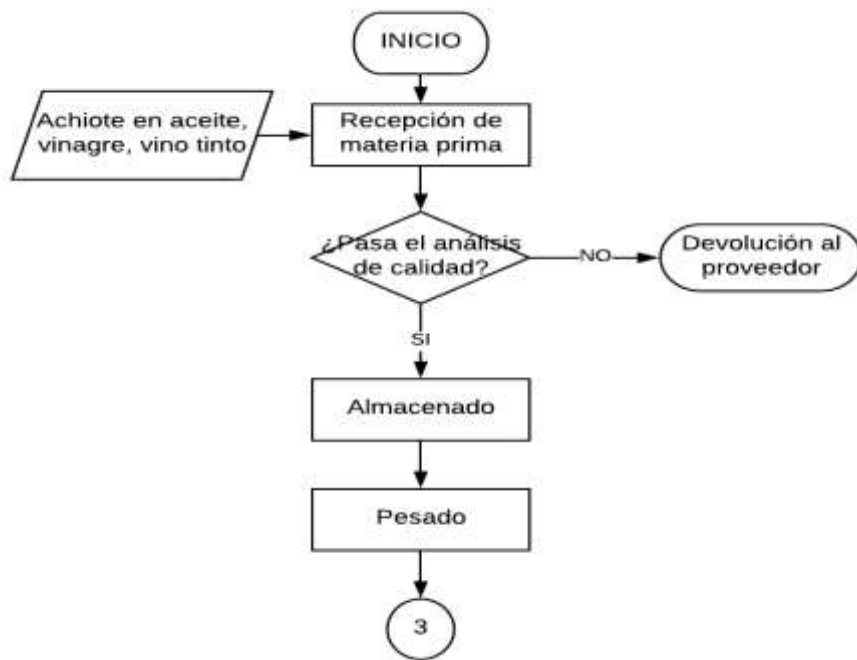 INICIO
Achiote en aceite,
vinagre, vino tinto
Recepción de
materia prima
¿Pasa el análisis
de calidad?
NO
Devolución al
proveedor
SI
Almacenado
Pesado
3